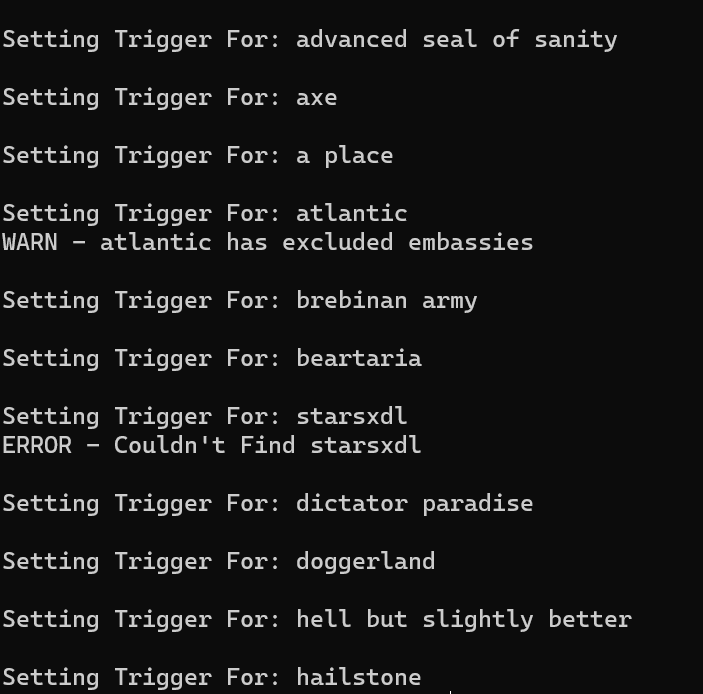 Setting Trigger For: advanced seal of sanity
Setting Trigger For: axe
Setting Trigger For: a place
Setting Trigger For: atlantic
WARN - atlantic has excluded embassies
Setting Trigger For: brebinan army
Setting Trigger For: beartaria
Setting Trigger For: starsxdl
ERROR - Couldn't Find starsxdl
Setting Trigger For: dictator paradise
Setting Trigger For: doggerland
Setting Trigger For: hell but slightly better
Setting Trigger For: hailstone